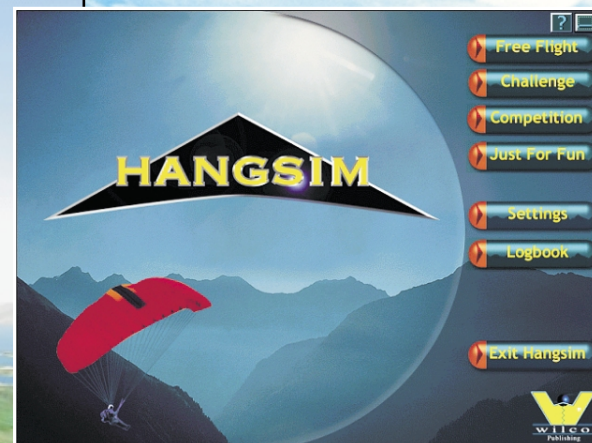 ?
Free Flight
Challenge
Competition
Just For Fun
HANGSIM
Settings
Logbook
Exit Hangsim
wilco
Publishing